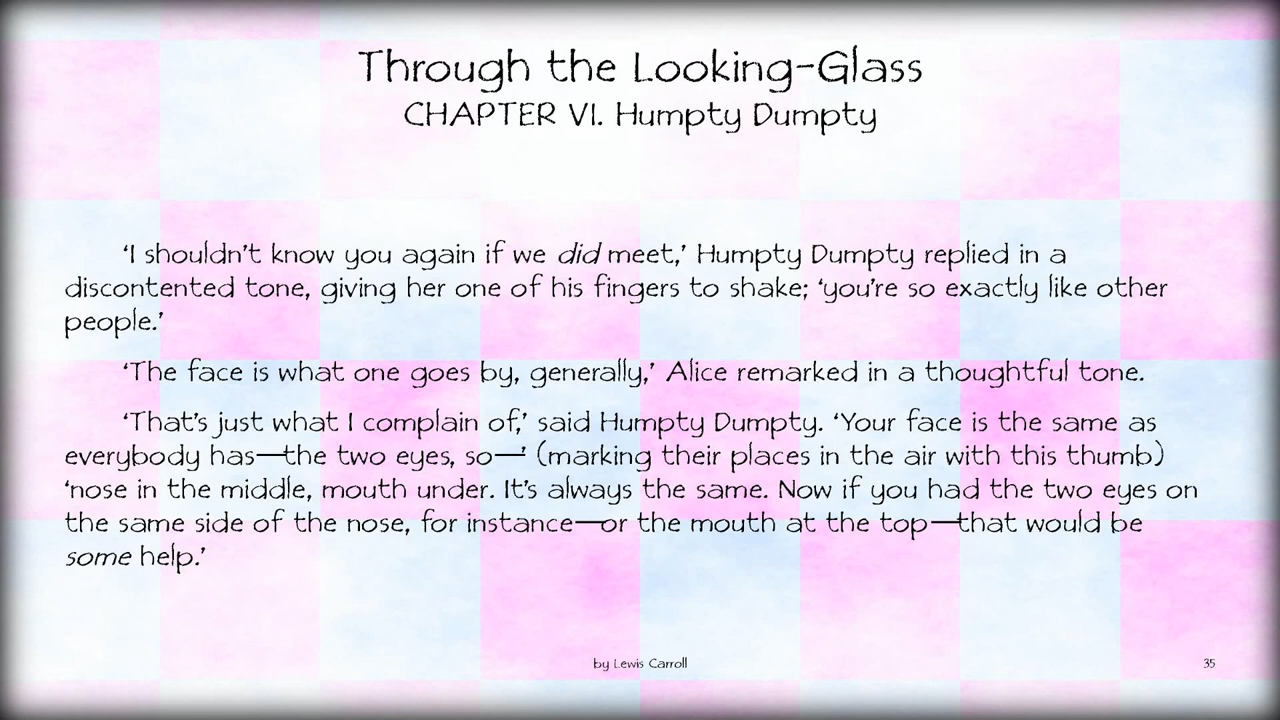 Through the Looking-Glass
CHAPTER VI. Humpty Dumpty
‘I shouldn’t know you again if we did meet,’ Humpty Dumpty replied in a
discontented tone, giving her one of his fingers to shake; ‘you’re so exactly like other
people.’
‘The face is what one goes by, generally,’ Alice remarked in a thoughtful tone.
‘That’s just what I complain of,’ said Humpty Dumpty. ‘Your face is the same as
everybody has—the two eyes, so—’ (marking their places in the air with this thumb)
‘nose in the middle, mouth under. It’s always the same. Now if you had the two eyes on
the same side of the nose, for instance—or the mouth at the top—that would be
some help.’
by Lewis Carroll
35